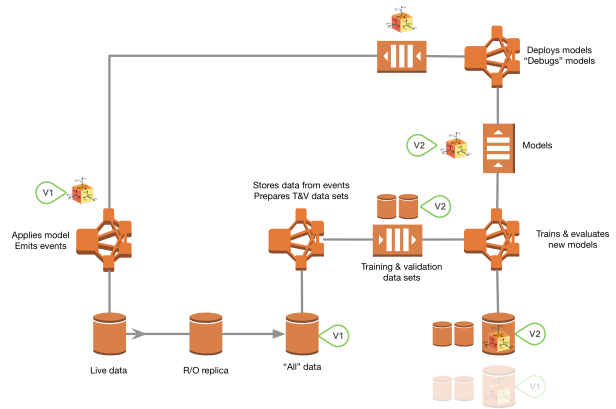 Deploys models
"Debugs" models
V2
Models
V1
Stores data from events
Prepares T&V data sets
V2
Applies model
Emits events
Trains & evaluates
new models
Training & validation
data sets
V1
V2
Live data
R/O replica
"All" data
V1